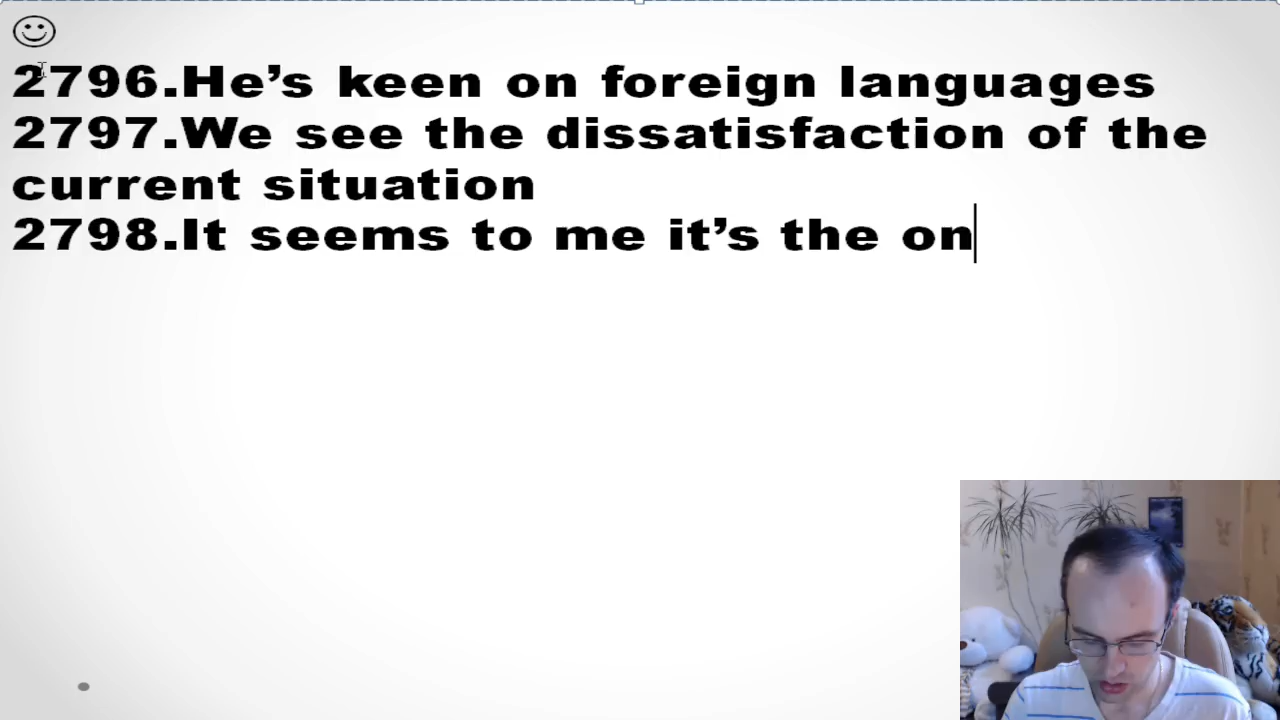 2796.He's keen on foreign languages
2797.We see the dissatisfaction of the
current situation
2798.It seems to me it's the on